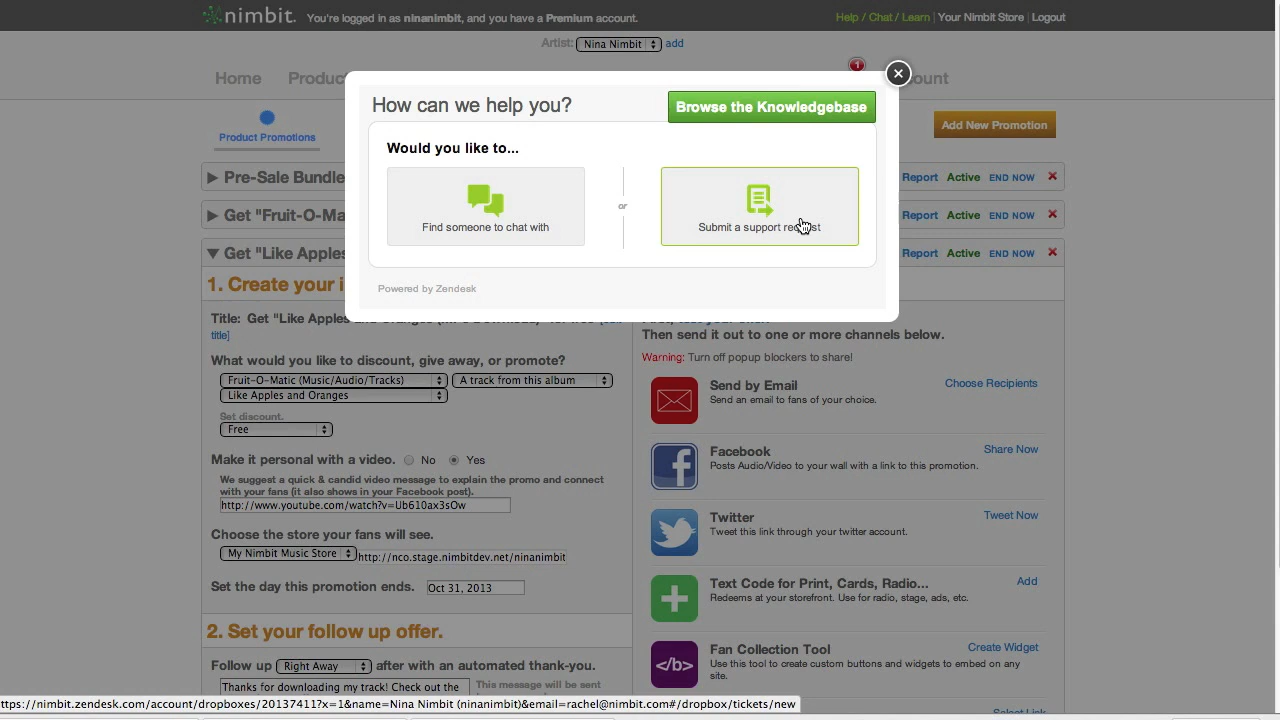 nimbit. You're logged in as ninanimbit, and you have a Premium account. Help / Chat / Learn | Your Nimbit Store | Logout
Artist: Nina Nimbit add
1
Home Produc ount
How can we help you? Browse the Knowledgebase
Product Promotions Add New Promotion
Would you like to...
Find someone to chat with or Submit a support request
Powered by Zendesk
Pre-Sale Bundle Report Active END NOW
Get "Fruit-O-Ma Report Active END NOW
Get "Like Apples Report Active END NOW
1. Create your i
Title: Get "Like Apples
title]
What would you like to discount, give away, or promote?
Fruit-O-Matic (Music/Audio/Tracks) A track from this album
Like Apples and Oranges
Set discount.
Free
Make it personal with a video. No Yes
We suggest a quick & candid video message to explain the promo and connect
with your fans (it also shows in your Facebook post).
http://www.youtube.com/watch?v=Ub610ax3sOw
Choose the store your fans will see.
My Nimbit Music Store http://nco.stage.nimbitdev.net/ninanimbit
Set the day this promotion ends. Oct 31, 2013
2. Set your follow up offer.
Follow up Right Away after with an automated thank-you.
Thanks for downloading my track! Check out the This message will be sent
Then send it out to one or more channels below.
Warning: Turn off popup blockers to share!
Send by Email Choose Recipients
Send an email to fans of your choice.
Facebook Share Now
Posts Audio/Video to your wall with a link to this promotion.
Twitter Tweet Now
Tweet this link through your twitter account.
Text Code for Print, Cards, Radio... Add
Redeems at your storefront. Use for radio, stage, ads, etc.
Fan Collection Tool Create Widget
</b> Use this tool to create custom buttons and widgets to embed on any
site.
ttps://nimbit.zendesk.com/account/dropboxes/20137411?x=1&name=Nina Nimbit (ninanimbit)&email=rachel@nimbit.com#/dropbox/tickets/new